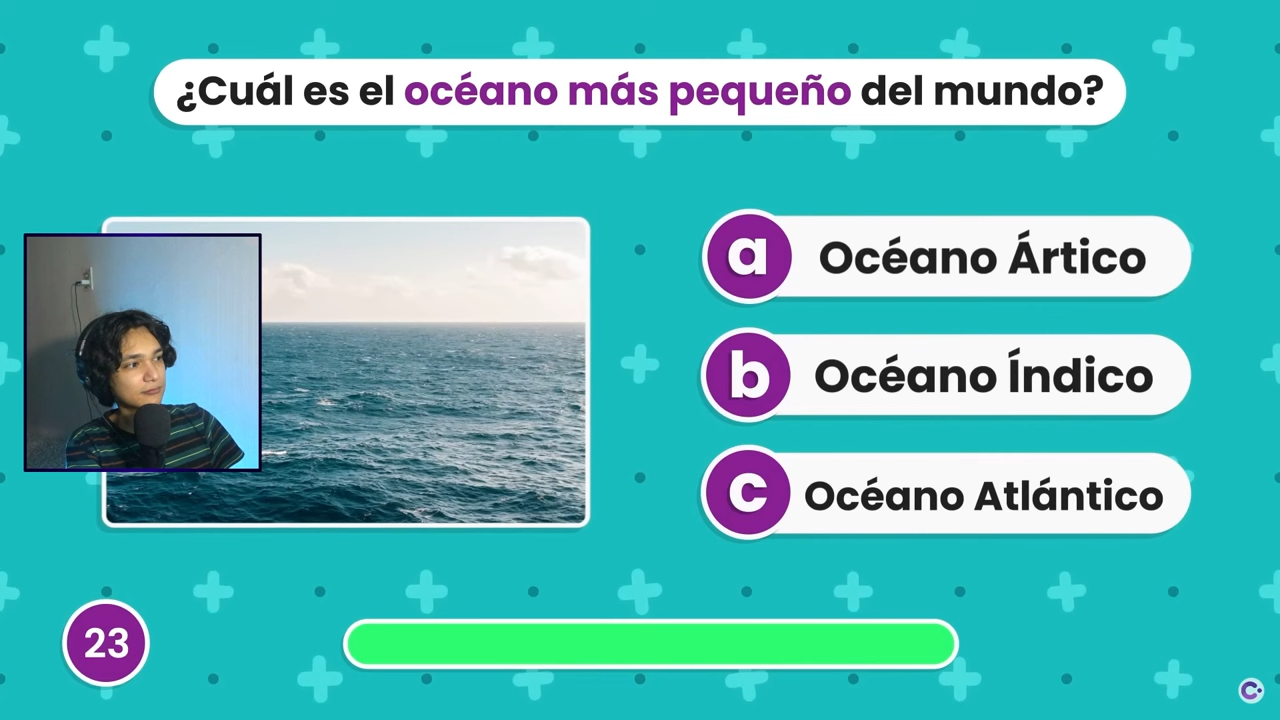 ¿Cuál es el océano más pequeño del mundo?
a Océano Ártico
b Océano Índico
c Océano Atlántico
23